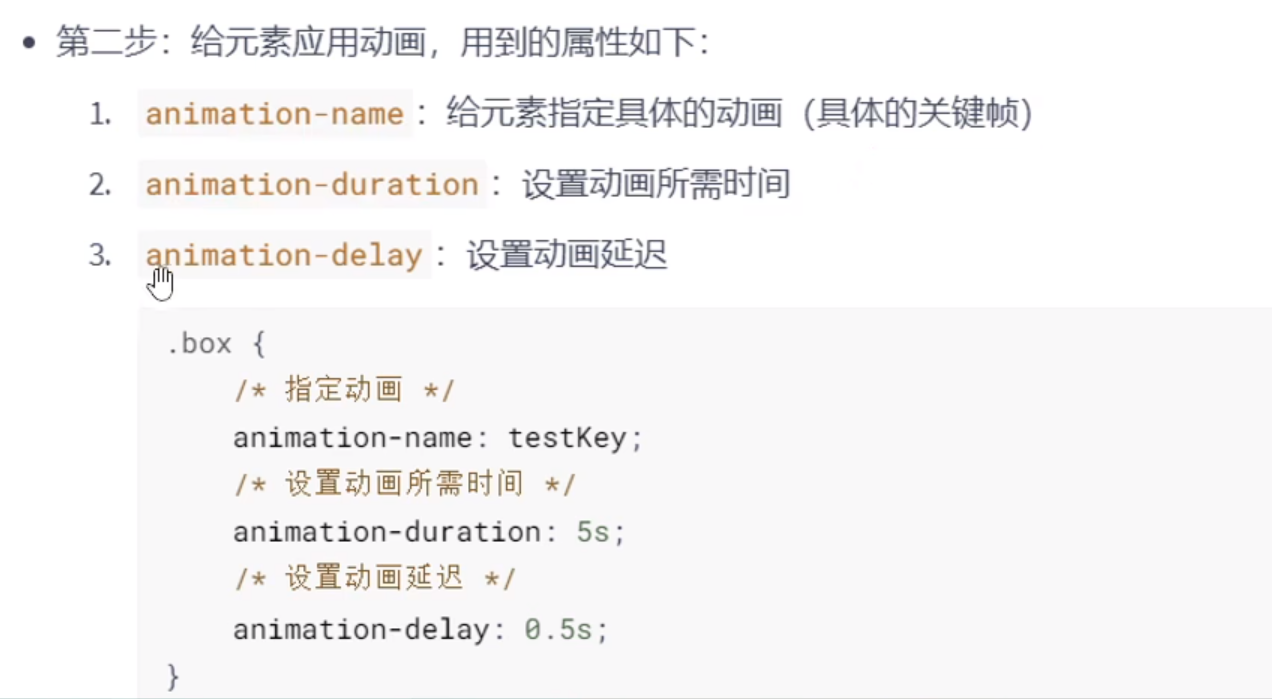 • 第二步：给元素应用动画，用到的属性如下：
1. animation-name ：给元素指定具体的动画（具体的关键帧）
2. animation-duration ：设置动画所需时间
3. animation-delay ：设置动画延迟
.box {
/* 指定动画 */
animation-name: testKey;
/* 设置动画所需时间 */
animation-duration: 5s;
/* 设置动画延迟 */
animation-delay: 0.5s;
}